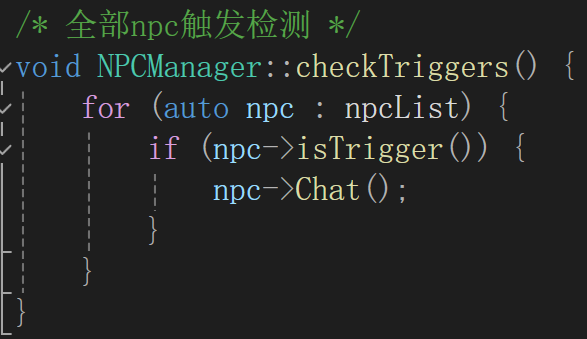 /* 全部npc触发检测 */
void NPCManager::checkTriggers() {
    for (auto npc : npcList) {
        if (npc->isTrigger()) {
            npc->Chat();
        }
    }
}